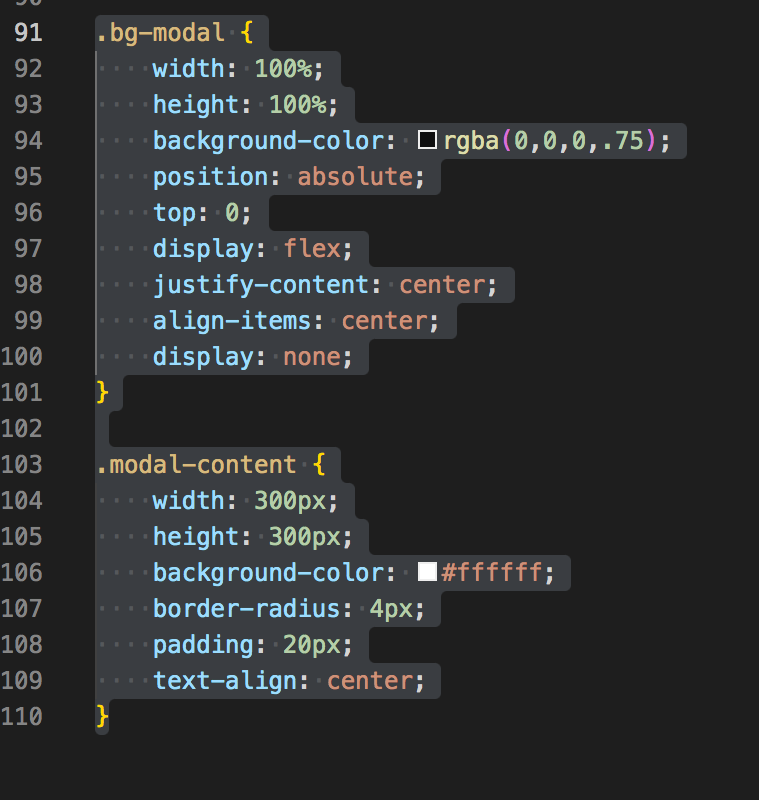 91 .bg-modal {
92 width: 100%;
93 height: 100%;
94 background-color: rgba(0,0,0,.75);
95 position: absolute;
96 top: 0;
97 display: flex;
98 justify-content: center;
99 align-items: center;
100 display: none;
101 }
102
103 .modal-content {
104 width: 300px;
105 height: 300px;
106 background-color: #ffffff;
107 border-radius: 4px;
108 padding: 20px;
109 text-align: center;
110 }